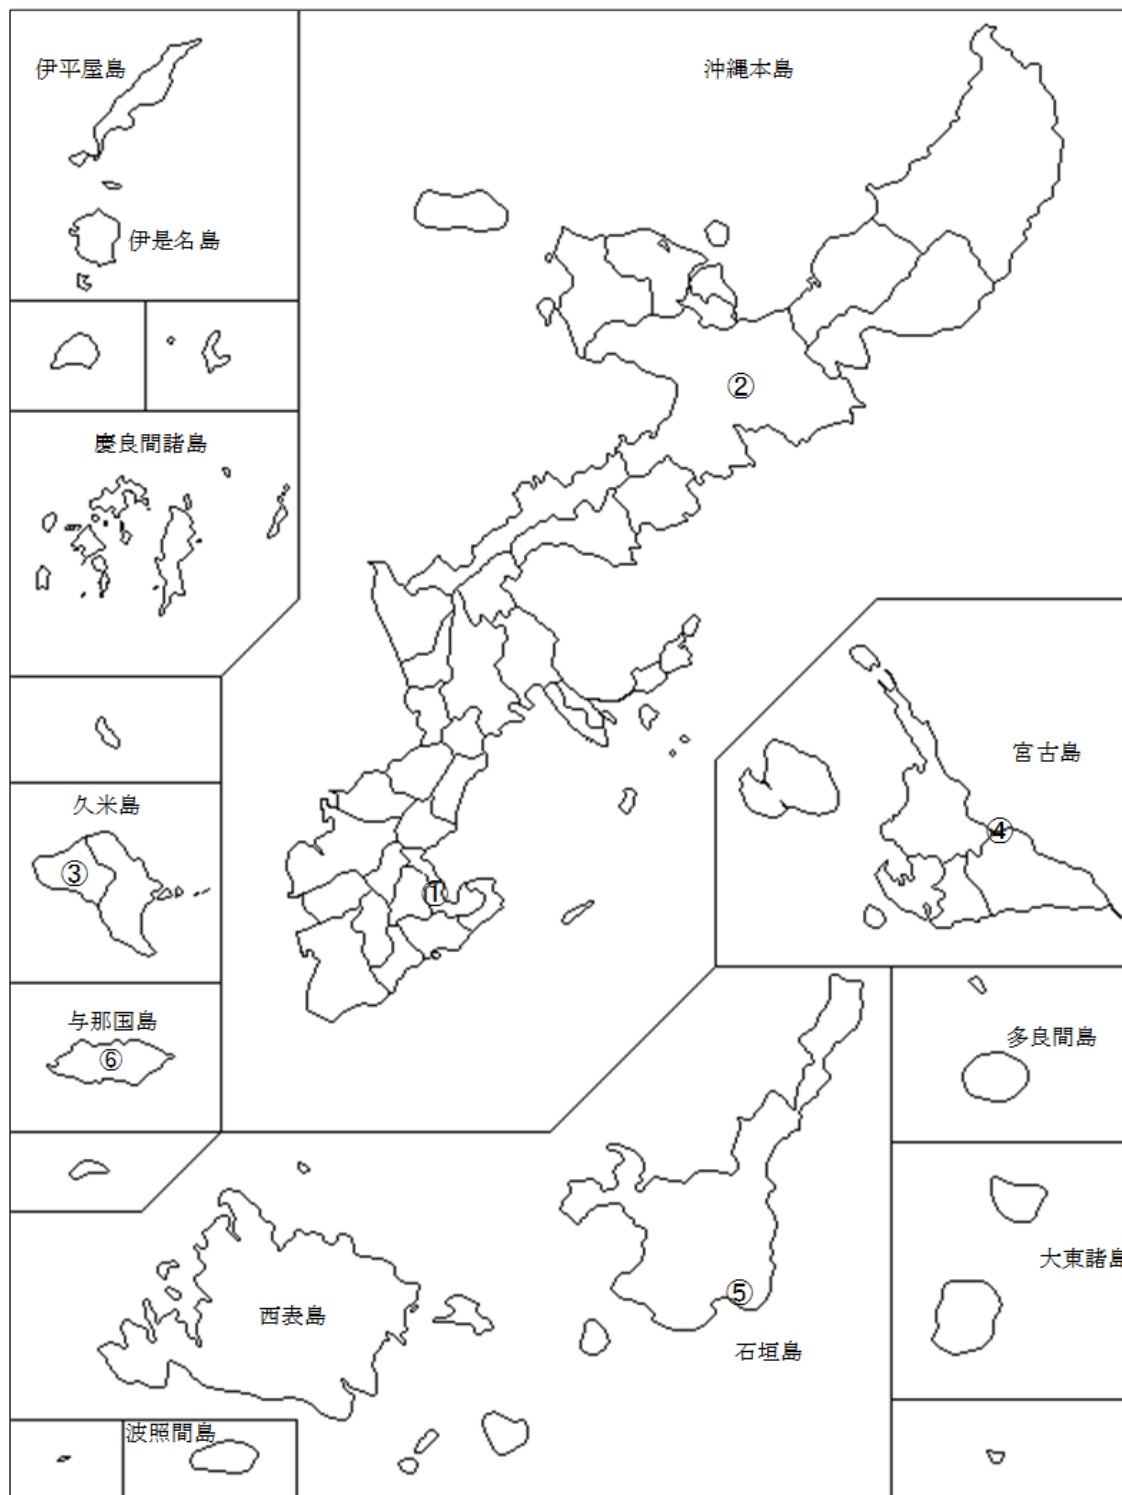 伊平屋島
沖縄本島
伊是名島
②
慶良間諸島
宮古島
久米島
④
③
①
与那国島
⑥
多良間島
大東諸島
⑤
西表島
石垣島
波照間島